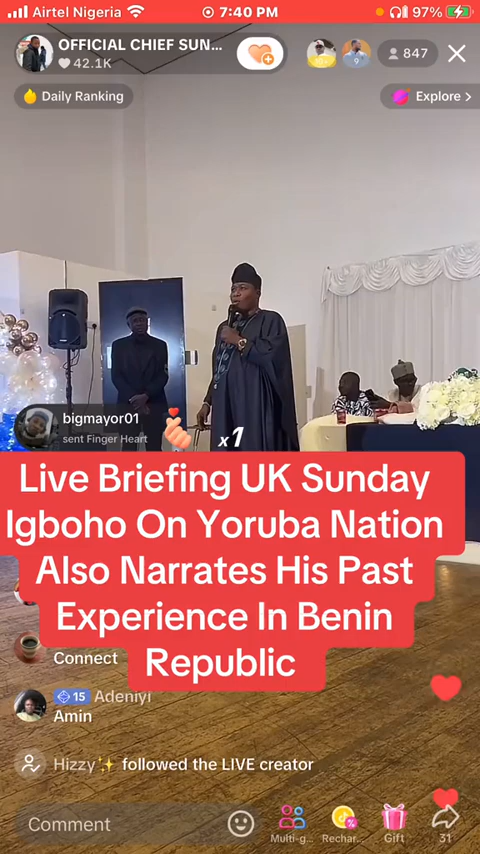 Airtel Nigeria
7:40 PM
97%
OFFICIAL CHIEF SUN...
42.1K
10+
9
847
Daily Ranking
Explore >
bigmayor01
sent Finger Heart
x1
Live Briefing UK Sunday
Igboho On Yoruba Nation
Also Narrates His Past
Experience In Benin
Republic
Connect
15 Adeniyi
Amin
Hizzy✨ followed the LIVE creator
Comment
Multi-g...
Rechar...
Gift
31